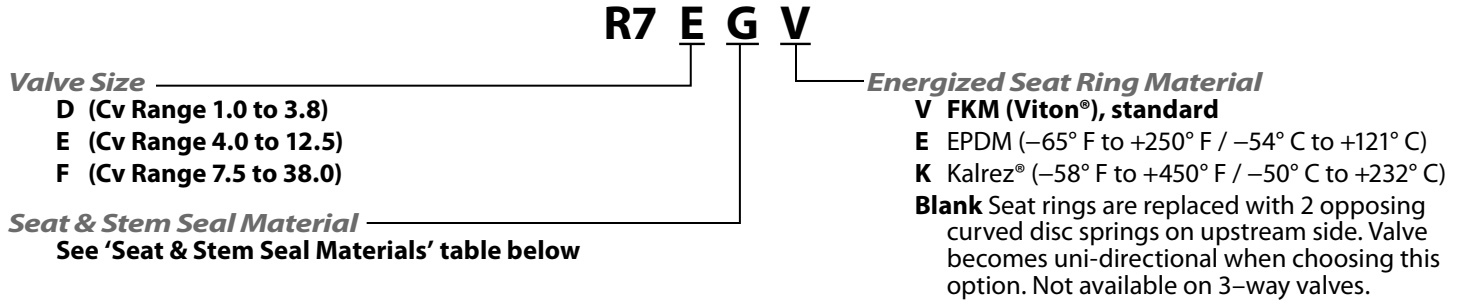 R7 E G V
Valve Size
D (Cv Range 1.0 to 3.8)
E (Cv Range 4.0 to 12.5)
F (Cv Range 7.5 to 38.0)
Seat & Stem Seal Material
See ‘Seat & Stem Seal Materials’ table below
Energized Seat Ring Material
V FKM (Viton®), standard
E EPDM (−65° F to +250° F / −54° C to +121° C)
K Kalrez® (−58° F to +450° F / −50° C to +232° C)
Blank Seat rings are replaced with 2 opposing
curved disc springs on upstream side. Valve
becomes uni-directional when choosing this
option. Not available on 3–way valves.